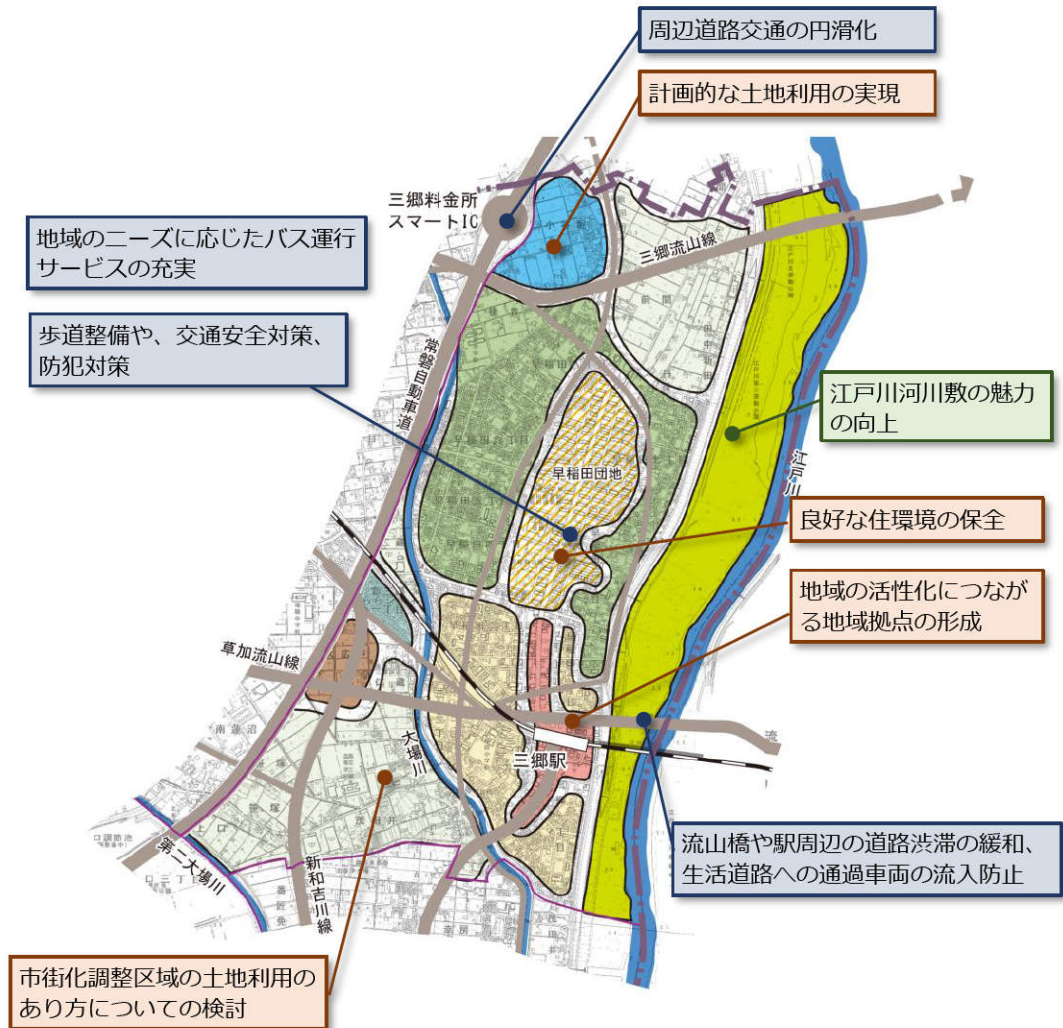 周辺道路交通の円滑化
計画的な土地利用の実現
三郷料金所
スマートIC
地域のニーズに応じたバス運行
サービスの充実
三郷流山線
歩道整備や、交通安全対策、
防犯対策
常磐自動車道
江戸川河川敷の魅力
の向上
江戸川
早稲田団地
良好な住環境の保全
地域の活性化につなが
る地域拠点の形成
草加流山線
南蓮沼
大場川
三郷駅
流
流山橋や駅周辺の道路渋滞の緩和、
生活道路への通過車両の流入防止
第二大場川
新和吉川線
市街化調整区域の土地利用の
あり方についての検討